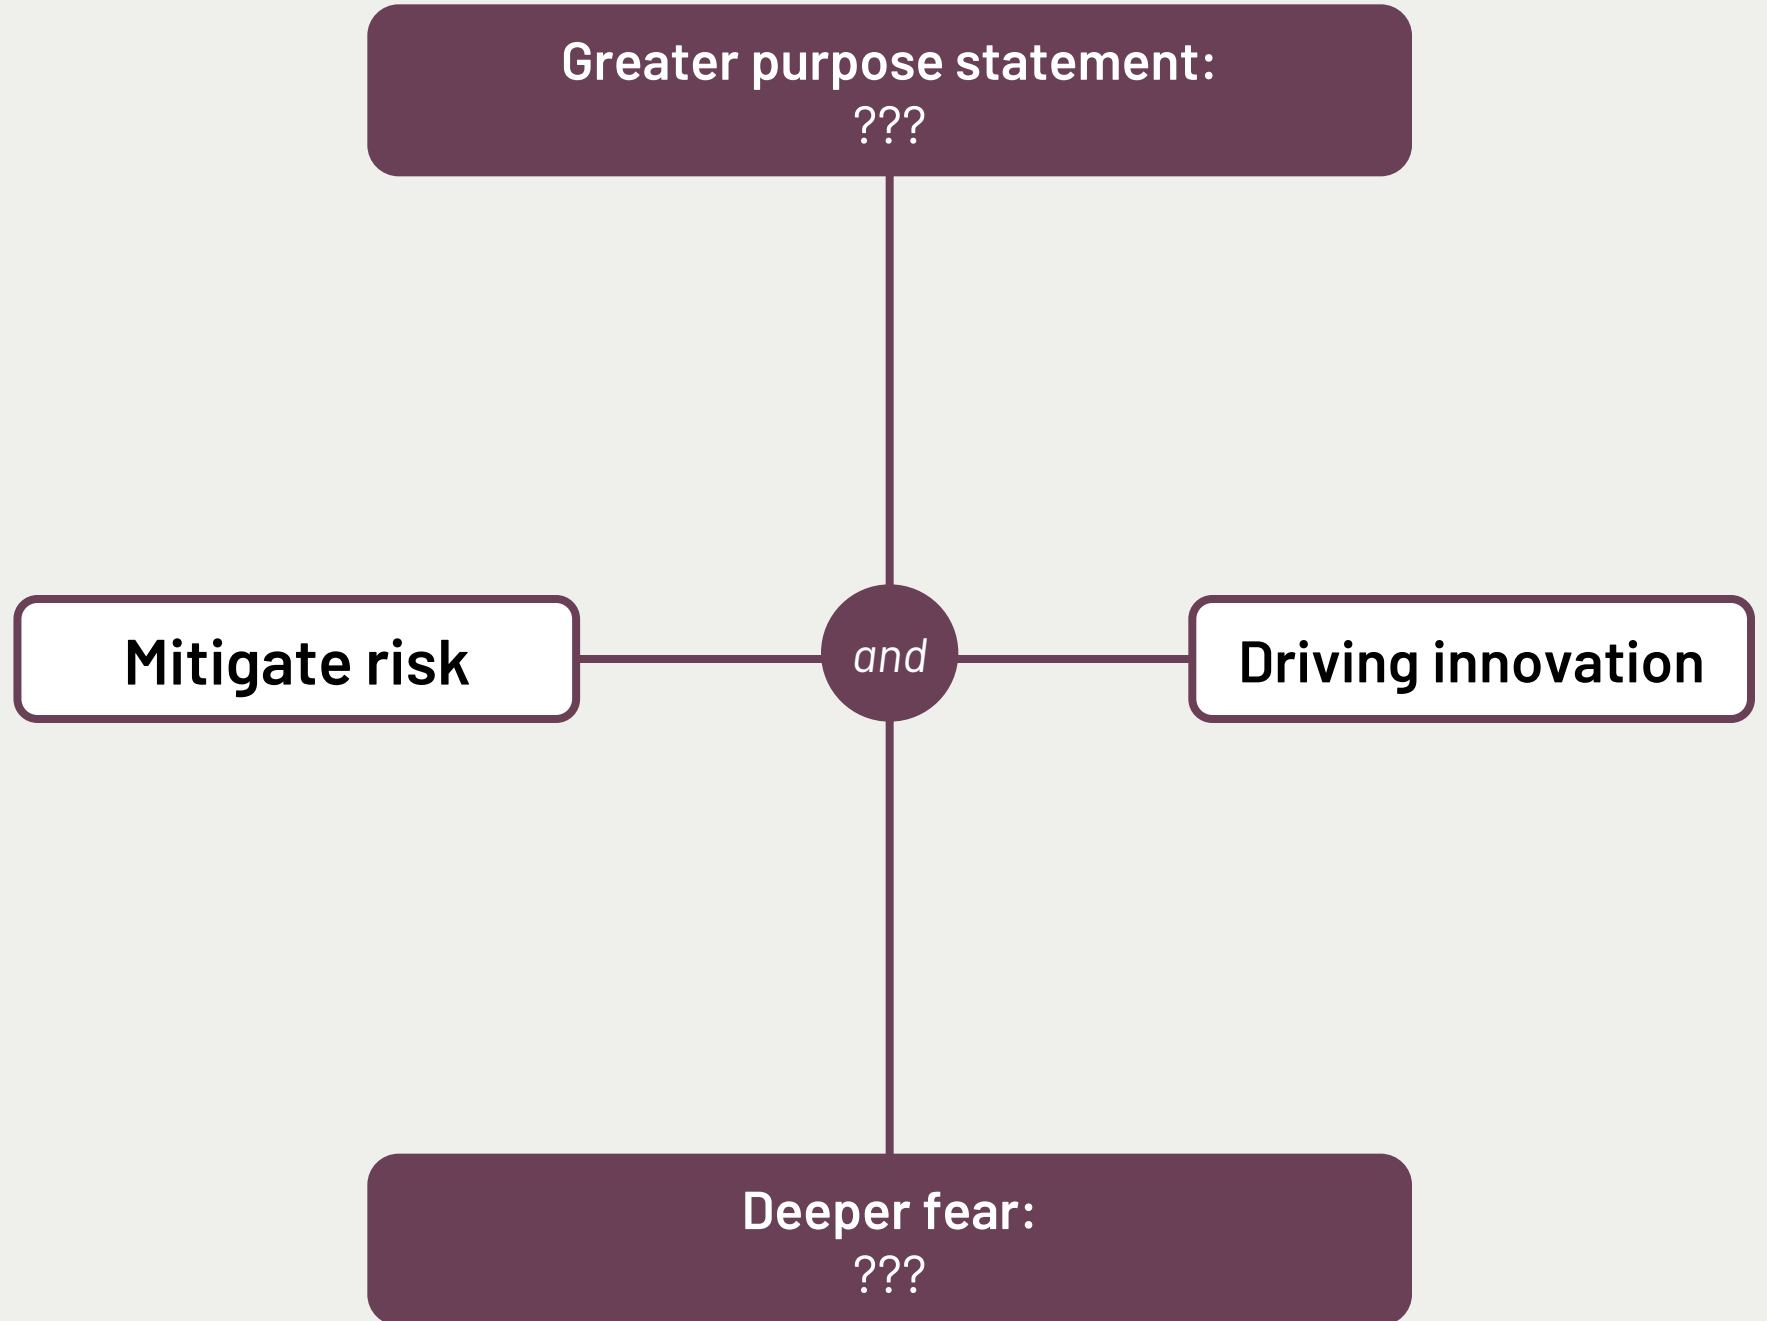 Greater purpose statement:
???
Mitigate risk
and
Driving innovation
Deeper fear:
???